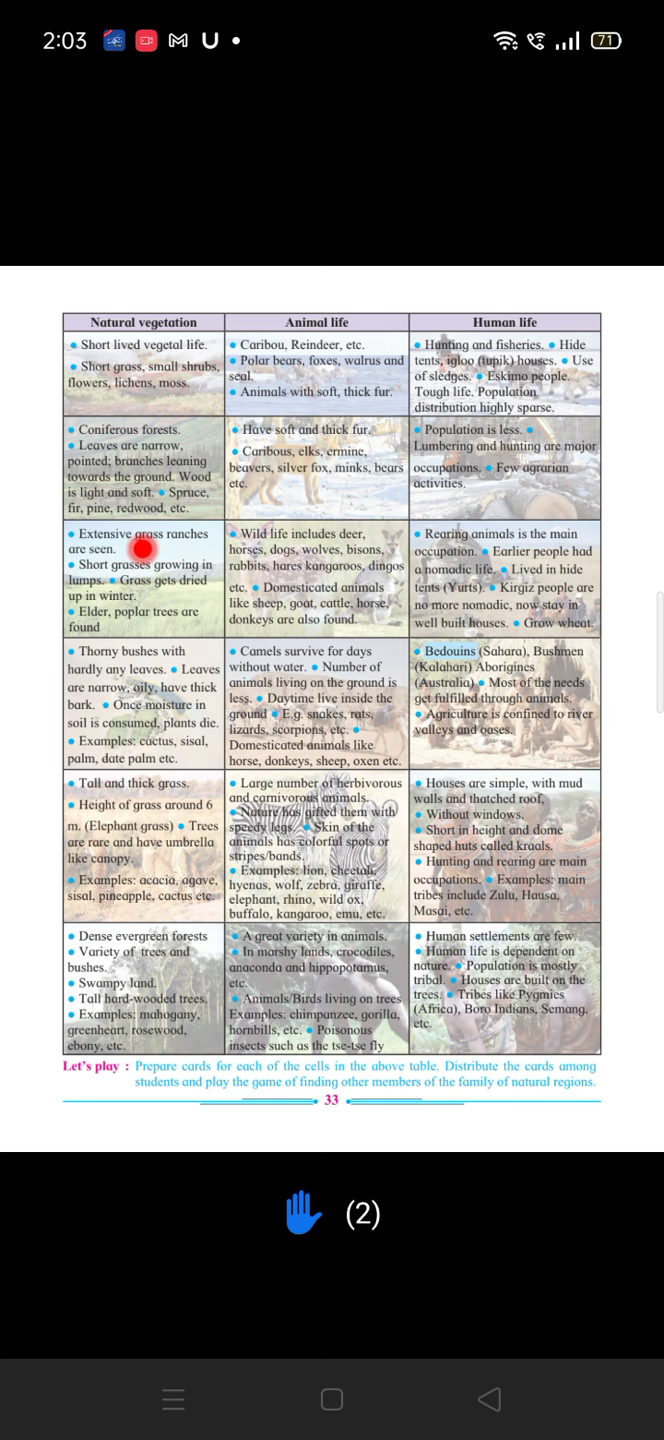 2:03
M U
71
Natural vegetation
Animal life
Human life
• Short lived vegetal life.
• Short grass, small shrubs,
flowers, lichens, moss.
• Caribou, Reindeer, etc.
• Polar bears, foxes, walrus and
seal.
• Animals with soft, thick fur.
• Hunting and fisheries. • Hide
tents, igloo (tupik) houses. • Use
of sledges. • Eskimo people.
Tough life. Population
distribution highly sparse.
• Coniferous forests.
• Leaves are narrow,
pointed; branches leaning
towards the ground. Wood
is light and soft. • Spruce,
fir, pine, redwood, etc.
• Have soft and thick fur.
• Caribous, elks, ermine,
beavers, silver fox, minks, bears
etc.
• Population is less. •
Lumbering and hunting are major
occupations. • Few agrarian
activities.
• Extensive grass ranches
are seen.
• Short grasses growing in
lumps. • Grass gets dried
up in winter.
• Elder, poplar trees are
found
• Wild life includes deer,
horses, dogs, wolves, bisons,
rabbits, hares kangaroos, dingos
etc. • Domesticated animals
like sheep, goat, cattle, horse,
donkeys are also found.
• Rearing animals is the main
occupation. • Earlier people had
a nomadic life. • Lived in hide
tents (Yurts). • Kirgiz people are
no more nomadic, now stay in
well built houses. • Grow wheat.
• Thorny bushes with
hardly any leaves. • Leaves
are narrow, oily, have thick
bark. • Once moisture in
soil is consumed, plants die.
• Examples: cactus, sisal,
palm, date palm etc.
• Camels survive for days
without water. • Number of
animals living on the ground is
less. • Daytime live inside the
ground • E.g. snakes, rats,
lizards, scorpions, etc. •
Domesticated animals like
horse, donkeys, sheep, oxen etc.
• Bedouins (Sahara), Bushmen
(Kalahari) Aborigines
(Australia) • Most of the needs
get fulfilled through animals.
• Agriculture is confined to river
valleys and oases.
• Tall and thick grass.
• Height of grass around 6
m. (Elephant grass) • Trees
are rare and have umbrella
like canopy.
• Examples: acacia, agave,
sisal, pineapple, cactus etc.
• Large number of herbivorous
and carnivorous animals.
• Nature has gifted them with
speedy legs. • Skin of the
animals has colorful spots or
stripes/bands.
• Examples: lion, cheetah,
hyenas, wolf, zebra, giraffe,
elephant, rhino, wild ox,
buffalo, kangaroo, emu, etc.
• Houses are simple, with mud
walls and thatched roof,
• Without windows.
• Short in height and dome
shaped huts called kraals.
• Hunting and rearing are main
occupations. • Examples: main
tribes include Zulu, Hausa,
Masai, etc.
• Dense evergreen forests
• Variety of trees and
bushes.
• Swampy land.
• Tall hard-wooded trees.
• Examples: mahogany,
greenheart, rosewood,
ebony, etc.
• A great variety in animals.
• In marshy lands, crocodiles,
anaconda and hippopotamus,
etc.
• Animals/Birds living on trees
Examples: chimpanzee, gorilla,
hornbills, etc. • Poisonous
insects such as the tse-tse fly
• Human settlements are few.
• Human life is dependent on
nature. • Population is mostly
tribal. • Houses are built on the
trees. • Tribes like Pygmies
(Africa), Boro Indians, Semang,
etc.
Let's play : Prepare cards for each of the cells in the above table. Distribute the cards among
students and play the game of finding other members of the family of natural regions.
33
(2)